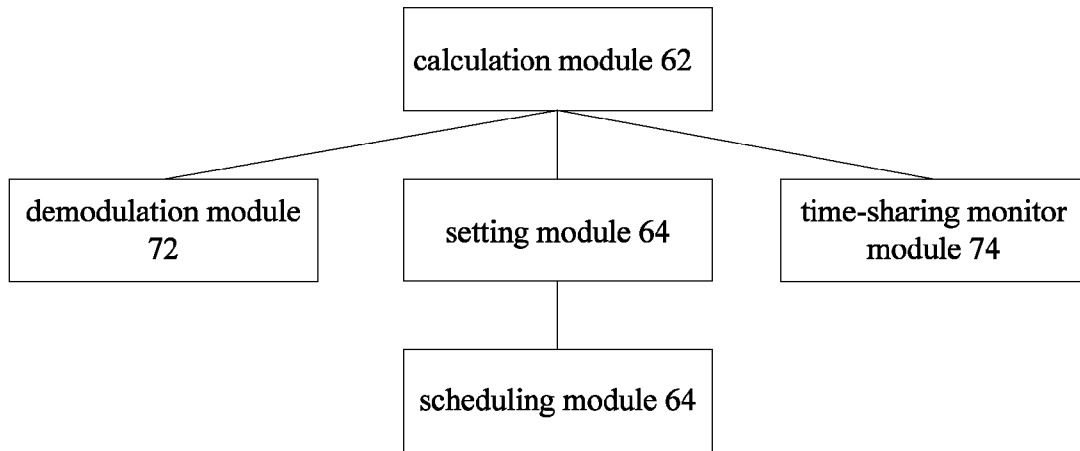 calculation module 62
demodulation module
72
setting module 64
time-sharing monitor
module 74
scheduling module 64